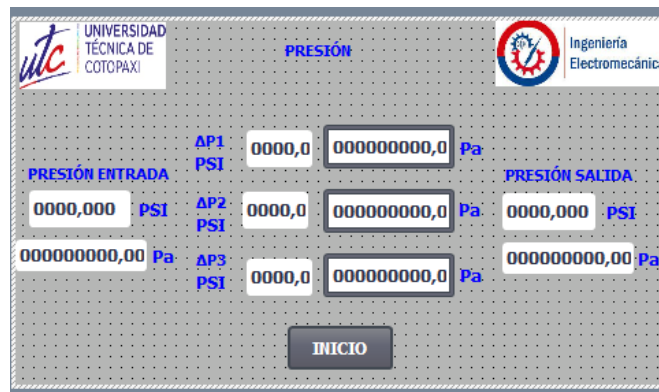 UNIVERSIDAD
TÉCNICA DE
COTOPAXI
utc
PRESIÓN
Ingeniería
Electromecánica
PRESIÓN ENTRADA
0000,000 PSI
000000000,00 Pa
ΔP1
PSI
0000,0 000000000,0 Pa
ΔP2
PSI
0000,0 000000000,0 Pa
ΔP3
PSI
0000,0 000000000,0 Pa
PRESIÓN SALIDA
0000,000 PSI
000000000,00 Pa
INICIO